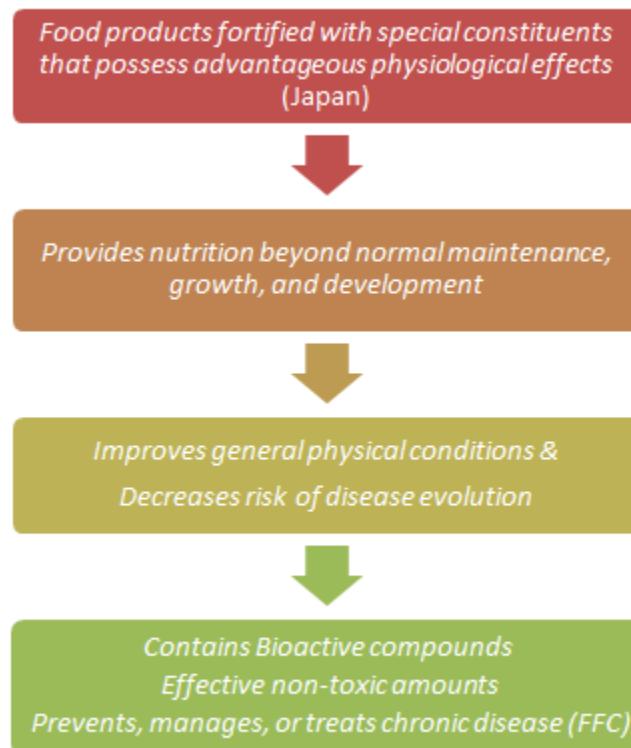 Food products fortified with special constituents
that possess advantageous physiological effects
(Japan)
Provides nutrition beyond normal maintenance,
growth, and development
Improves general physical conditions &
Decreases risk of disease evolution
Contains Bioactive compounds
Effective non-toxic amounts
Prevents, manages, or treats chronic disease (FFC)